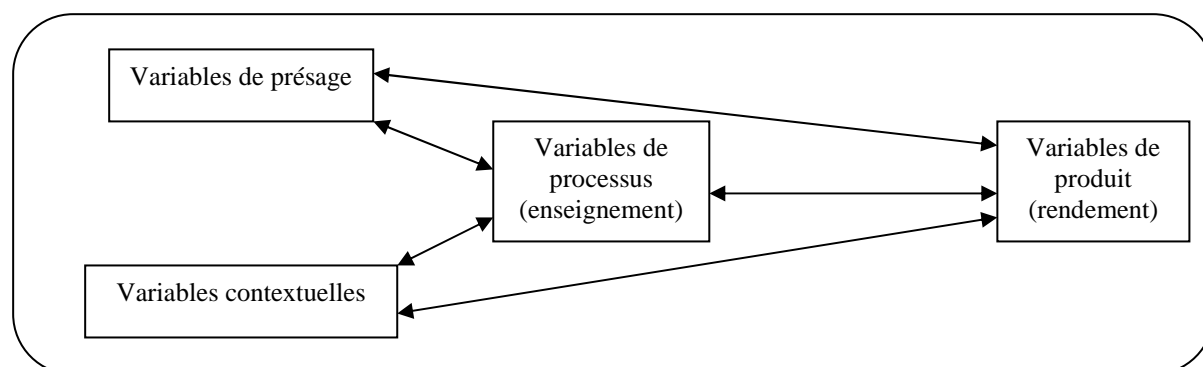 Variables de présage
Variables de
processus
(enseignement)
Variables de
produit
(rendement)
Variables contextuelles